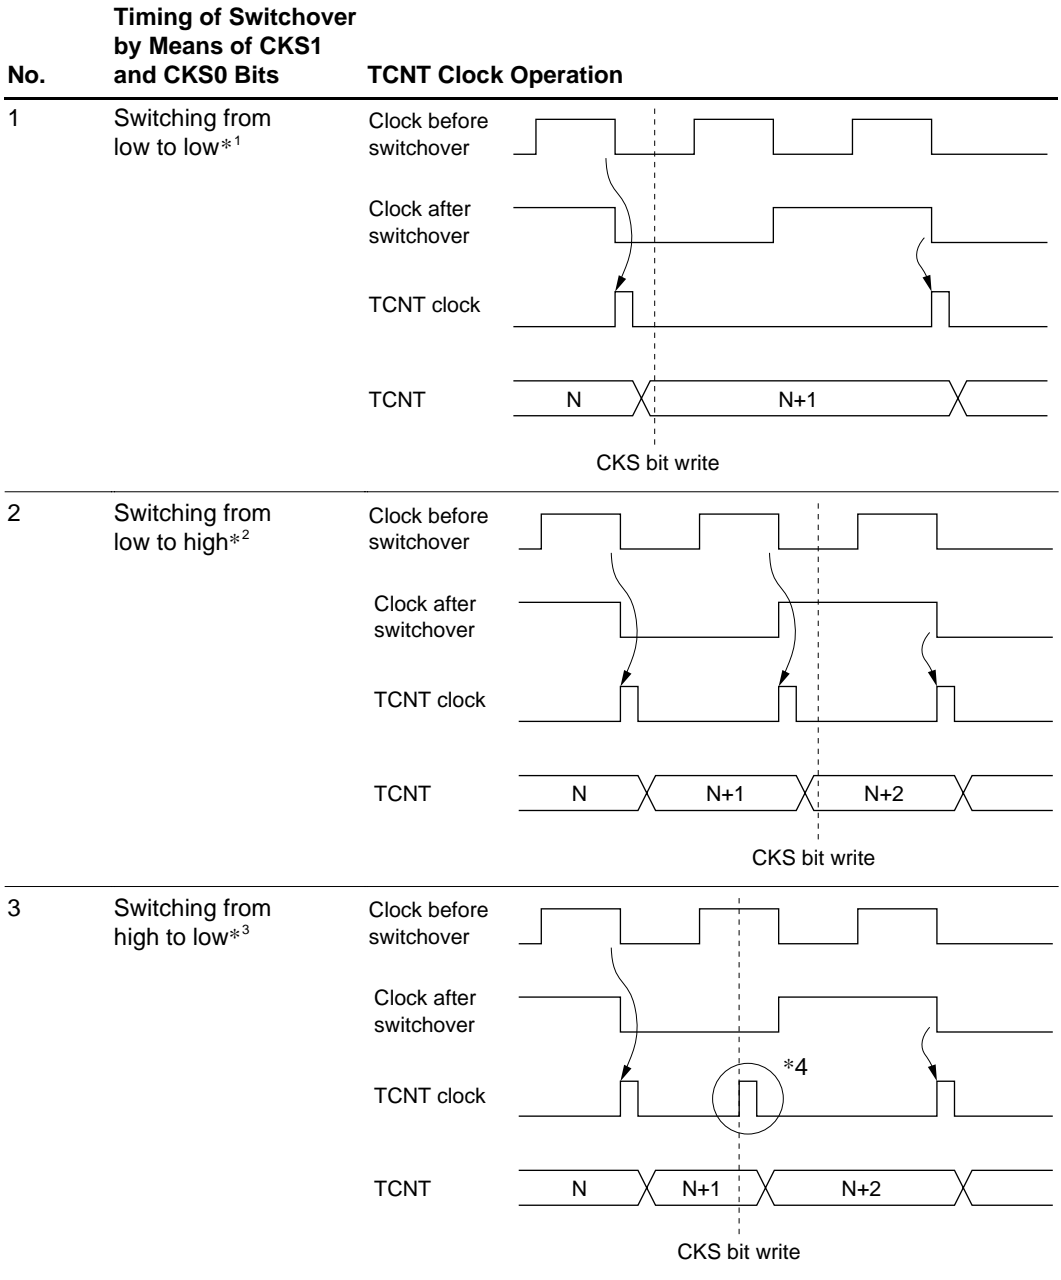 Timing of Switchover
by Means of CKS1
No. and CKS0 Bits TCNT Clock Operation
1 Switching from Clock before
low to low*1 switchover
Clock after
switchover
TCNT clock
TCNT N N+1
CKS bit write
2 Switching from Clock before
low to high*2 switchover
Clock after
switchover
TCNT clock
TCNT N N+1 N+2
CKS bit write
3 Switching from Clock before
high to low*3 switchover
Clock after
switchover
*4
TCNT clock
TCNT N N+1 N+2
CKS bit write